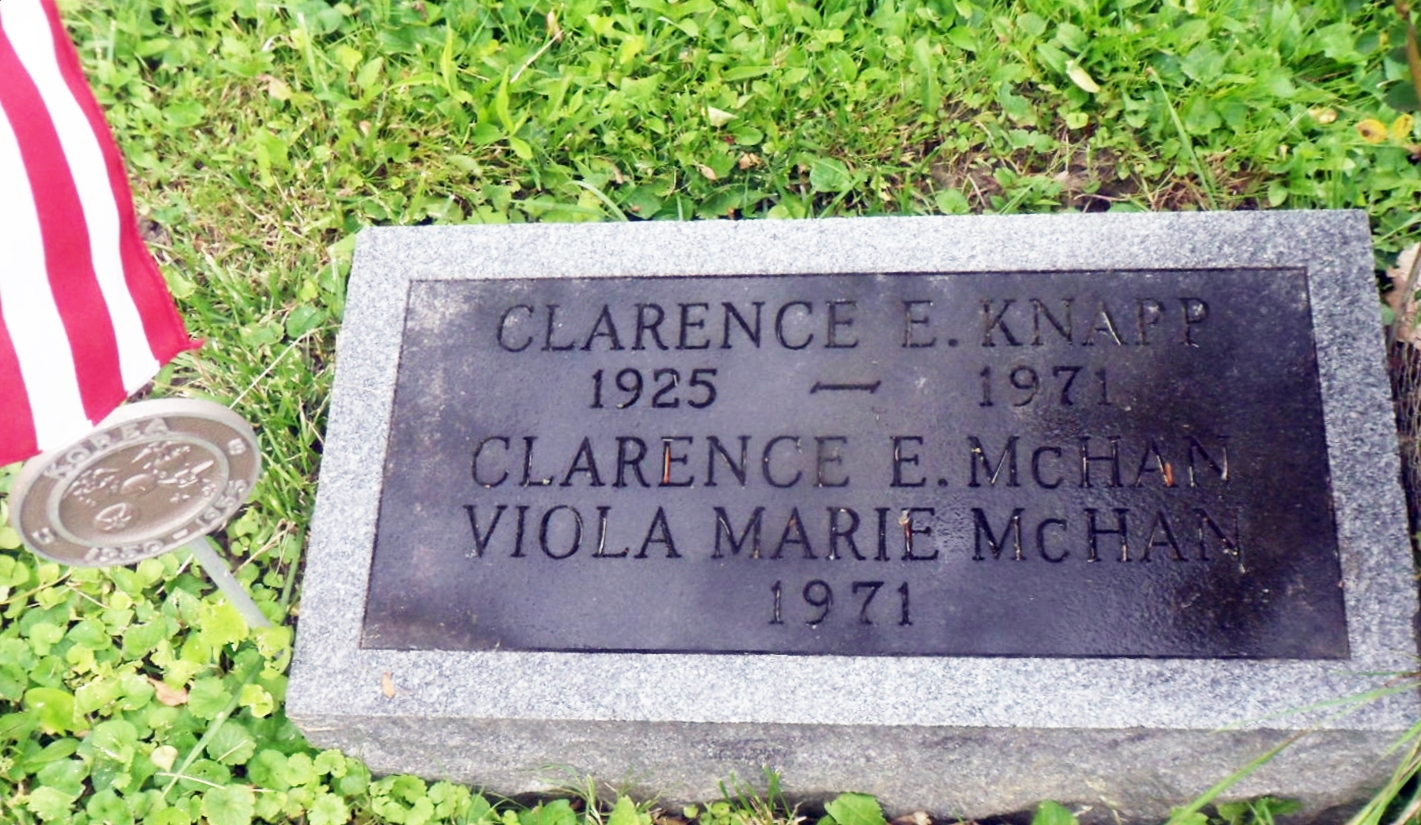 CLARENCE E. KNAPP
1925 — 1971
CLARENCE E. McHAN
VIOLA MARIE McHAN
1971
KOREA
1950 - 1953